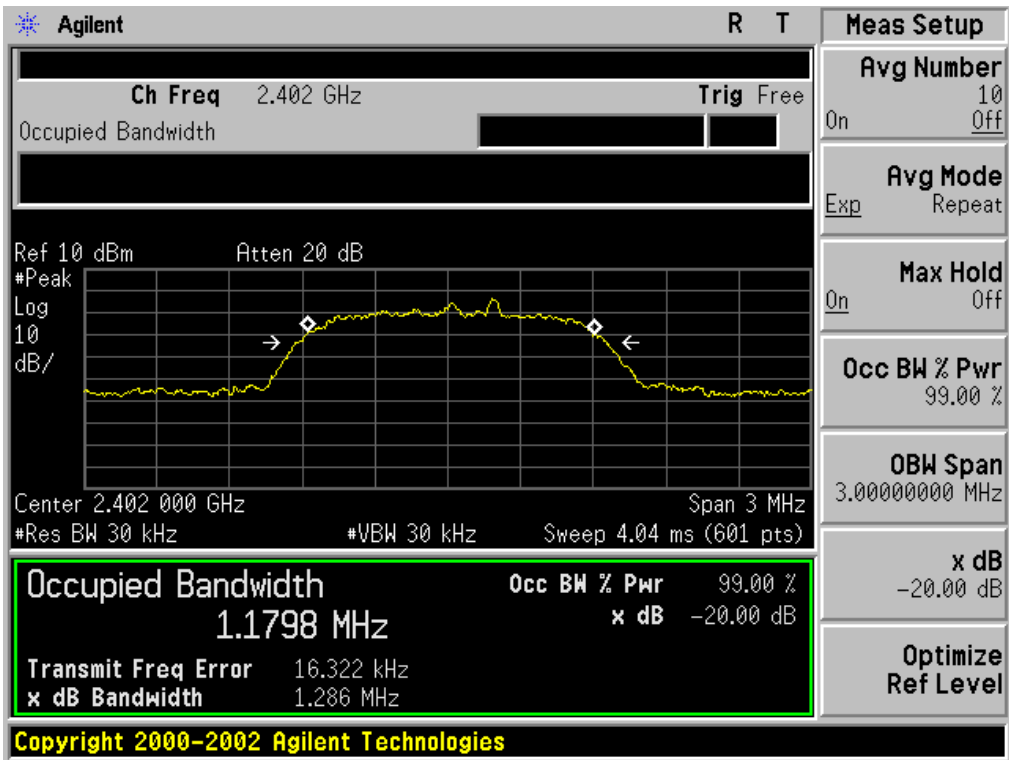 Agilent R T
Ch Freq 2.402 GHz Trig Free
Occupied Bandwidth
Ref 10 dBm Atten 20 dB
#Peak
Log
10
dB/
Center 2.402 000 GHz Span 3 MHz
#Res BW 30 kHz #VBW 30 kHz Sweep 4.04 ms (601 pts)
Occupied Bandwidth Occ BW % Pwr 99.00 %
1.1798 MHz x dB -20.00 dB
Transmit Freq Error 16.322 kHz
x dB Bandwidth 1.286 MHz
Copyright 2000-2002 Agilent Technologies
Meas Setup
Avg Number
10
On Off
Avg Mode
Exp Repeat
Max Hold
On Off
Occ BW % Pwr
99.00 %
OBW Span
3.00000000 MHz
x dB
-20.00 dB
Optimize
Ref Level